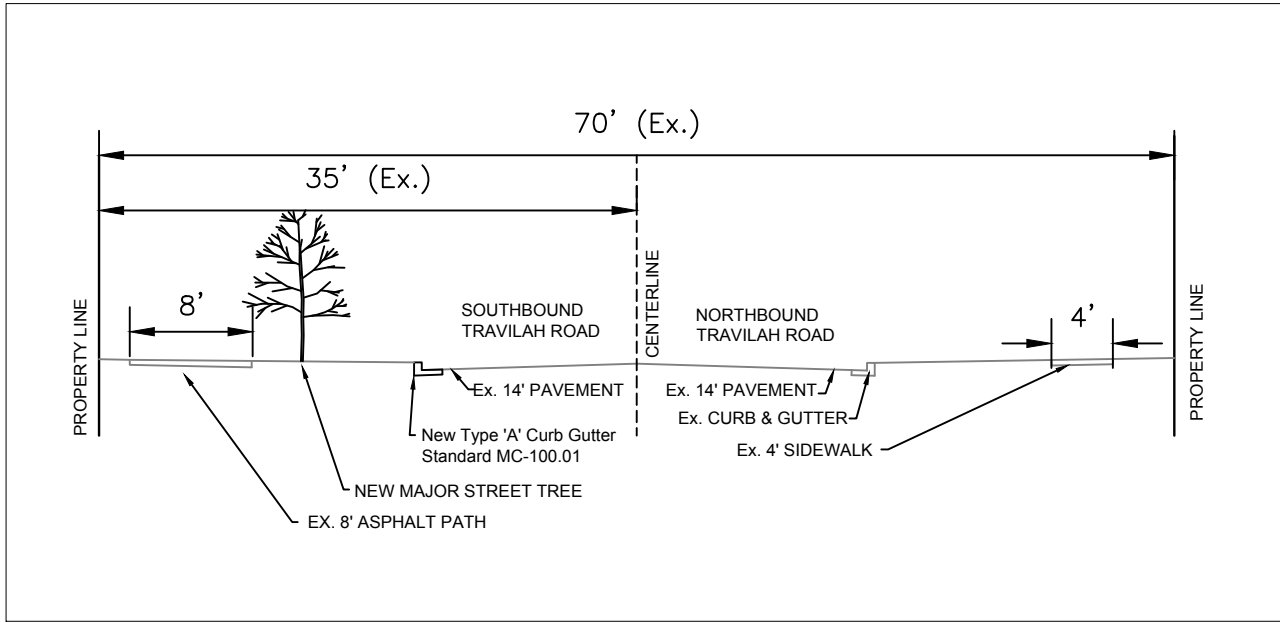 70' (Ex.)
35' (Ex.)
8'
4'
PROPERTY LINE
SOUTHBOUND
TRAVILAH ROAD
CENTERLINE
NORTHBOUND
TRAVILAH ROAD
PROPERTY LINE
Ex. 14' PAVEMENT
Ex. 14' PAVEMENT
Ex. CURB & GUTTER
New Type 'A' Curb Gutter
Standard MC-100.01
Ex. 4' SIDEWALK
NEW MAJOR STREET TREE
EX. 8' ASPHALT PATH